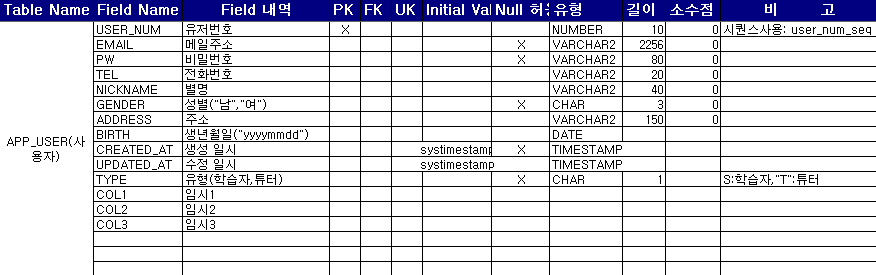 Table Name Field Name Field 내역 PK FK UK Initial Val Null 허 유형 길이 소수점 비 고
APP_USER(사용자)
USER_NUM 유저번호 X NUMBER 10 0 시퀀스사용: user_num_seq
EMAIL 메일주소 X VARCHAR2 2256 0
PW 비밀번호 X VARCHAR2 80 0
TEL 전화번호 VARCHAR2 20 0
NICKNAME 별명 VARCHAR2 40 0
GENDER 성별("남","여") X CHAR 3 0
ADDRESS 주소 VARCHAR2 150 0
BIRTH 생년월일("yyyymmdd") DATE
CREATED_AT 생성 일시 systimestamp X TIMESTAMP
UPDATED_AT 수정 일시 systimestamp TIMESTAMP
TYPE 유형(학습자,튜터) X CHAR 1 S:학습자,"T":튜터
COL1 임시1
COL2 임시2
COL3 임시3